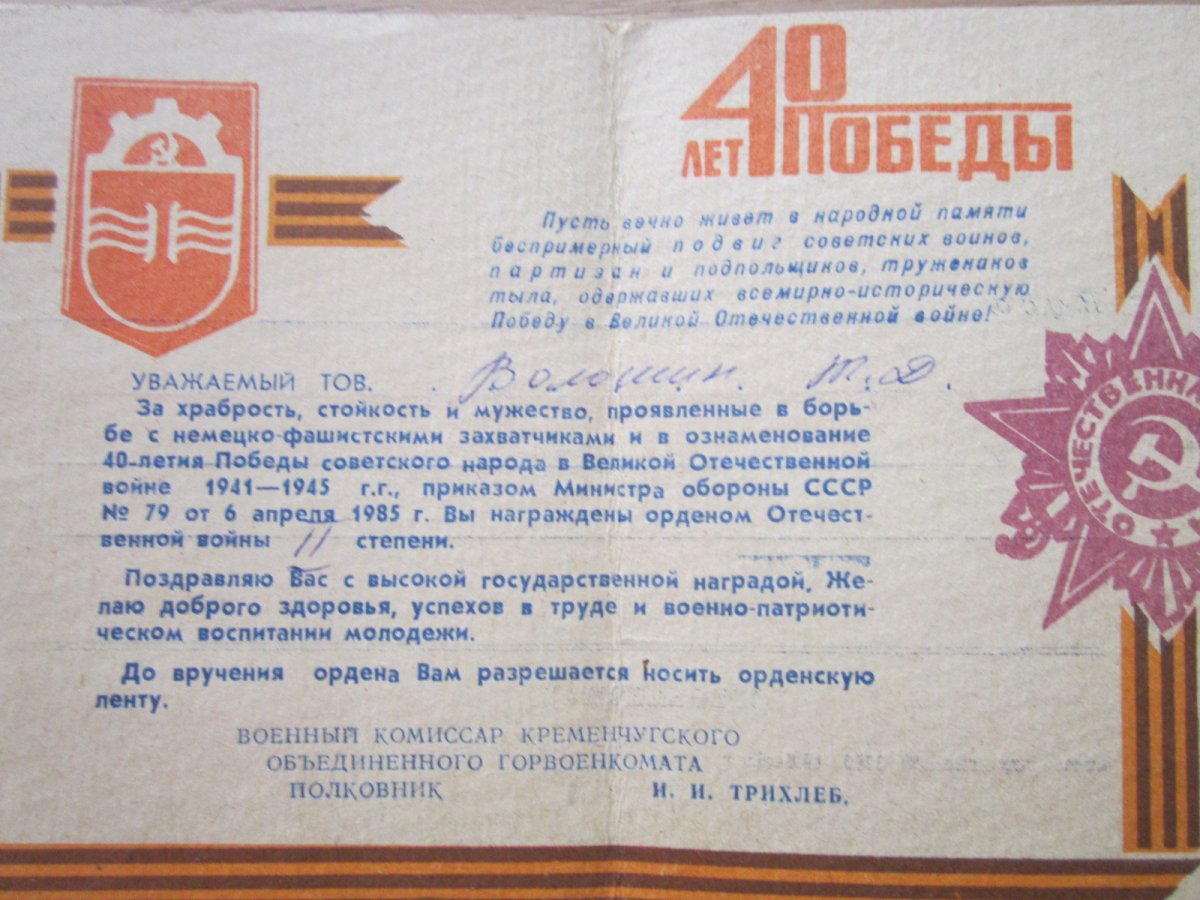 40
ЛЕТ ПОБЕДЫ
Пусть вечно живет в народной памяти
беспримерный подвиг советских воинов,
партизан и подпольщиков, тружеников
тыла, одержавших всемирно-историческую
Победу в Великой Отечественной войне!
УВАЖАЕМЫЙ ТОВ. Волошин. Т.Д.
За храбрость, стойкость и мужество, проявленные в борь-
бе с немецко-фашистскими захватчиками и в ознаменование
40-летия Победы советского народа в Великой Отечественной
войне 1941—1945 г.г., приказом Министра обороны СССР
№ 79 от 6 апреля 1985 г. Вы награждены орденом Отечест-
венной войны II степени.
Поздравляю Вас с высокой государственной наградой. Же-
лаю доброго здоровья, успехов в труде и военно-патриоти-
ческом воспитании молодежи.
До вручения ордена Вам разрешается носить орденскую
ленту.
ВОЕННЫЙ КОМИССАР КРЕМЕНЧУГСКОГО
ОБЪЕДИНЕННОГО ГОРВОЕНКОМАТА
ПОЛКОВНИК И. И. ТРИХЛЕБ.